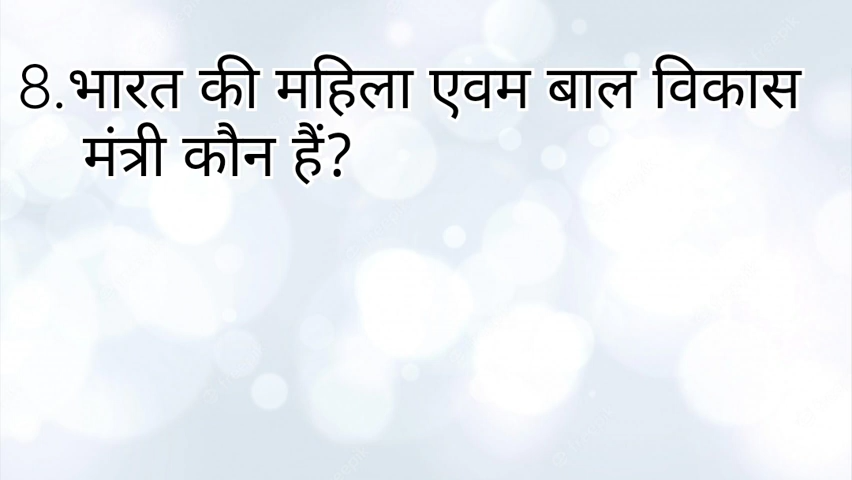 8.भारत की महिला एवम बाल विकास
मंत्री कौन हैं?